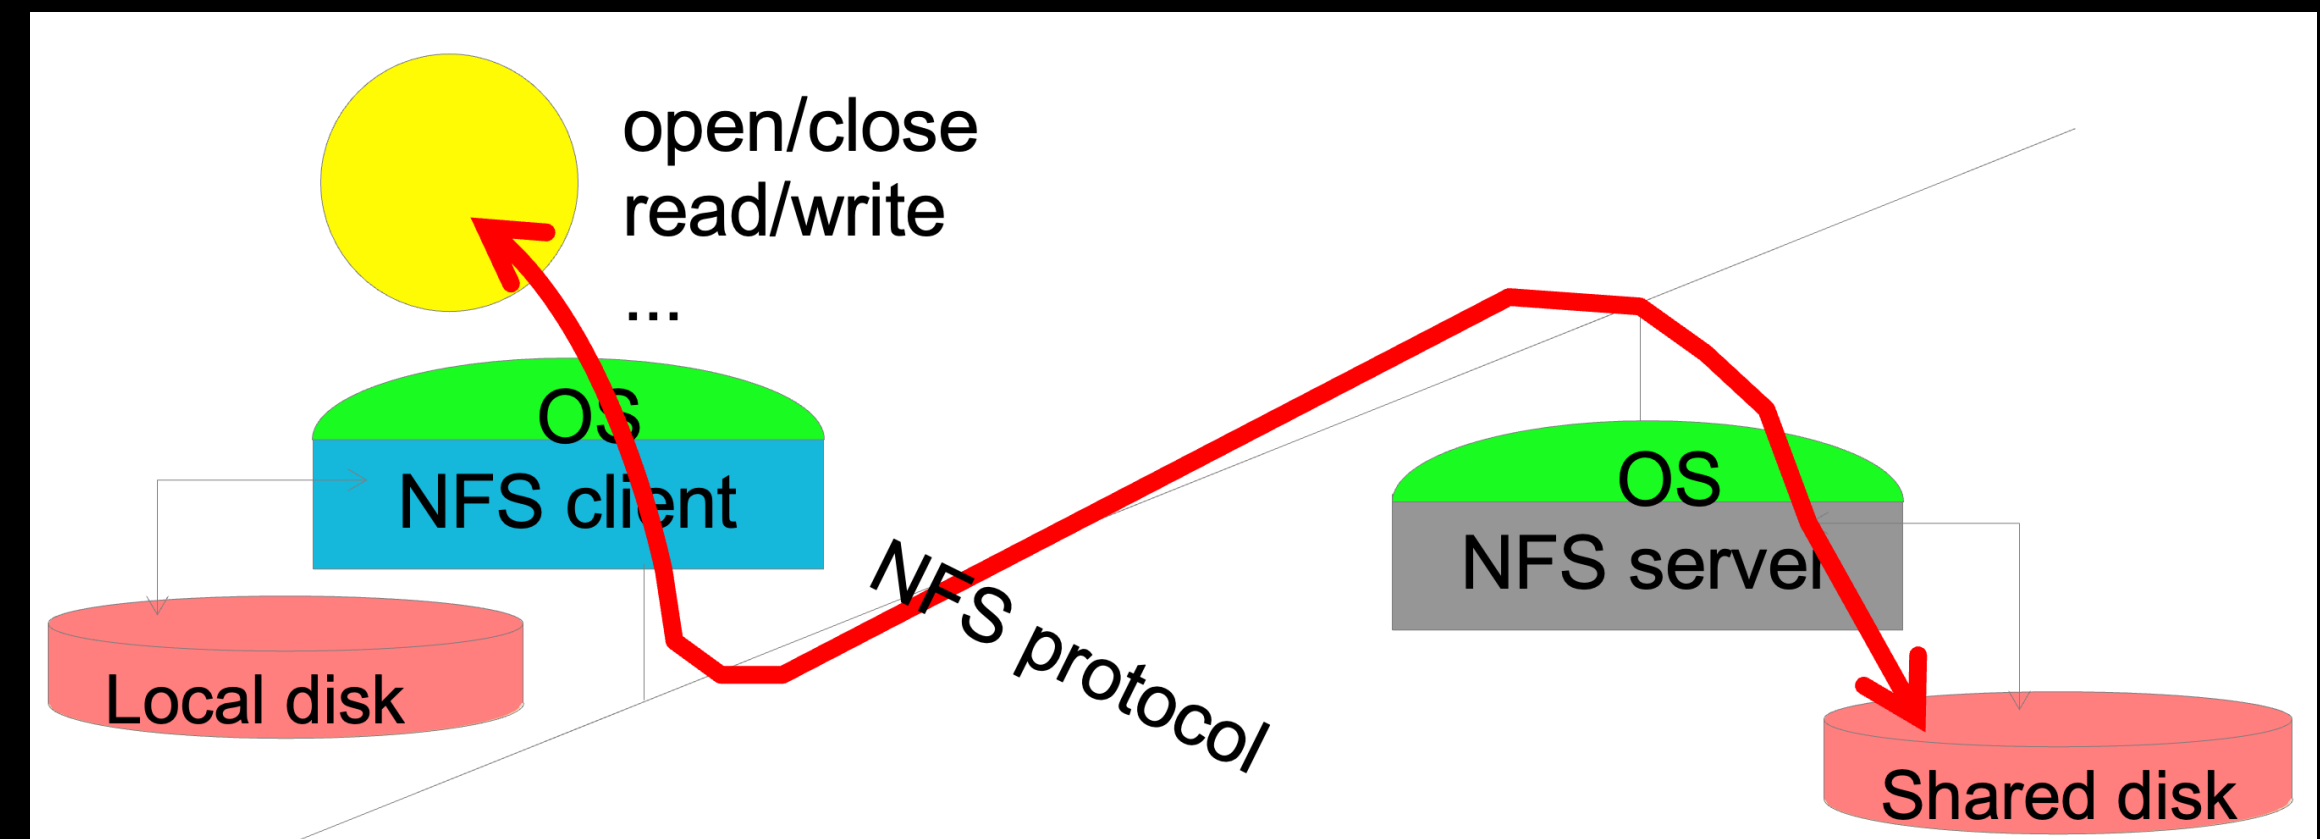 open/close
read/write
...
OS
NFS client
Local disk
NFS protocol
OS
NFS server
Shared disk